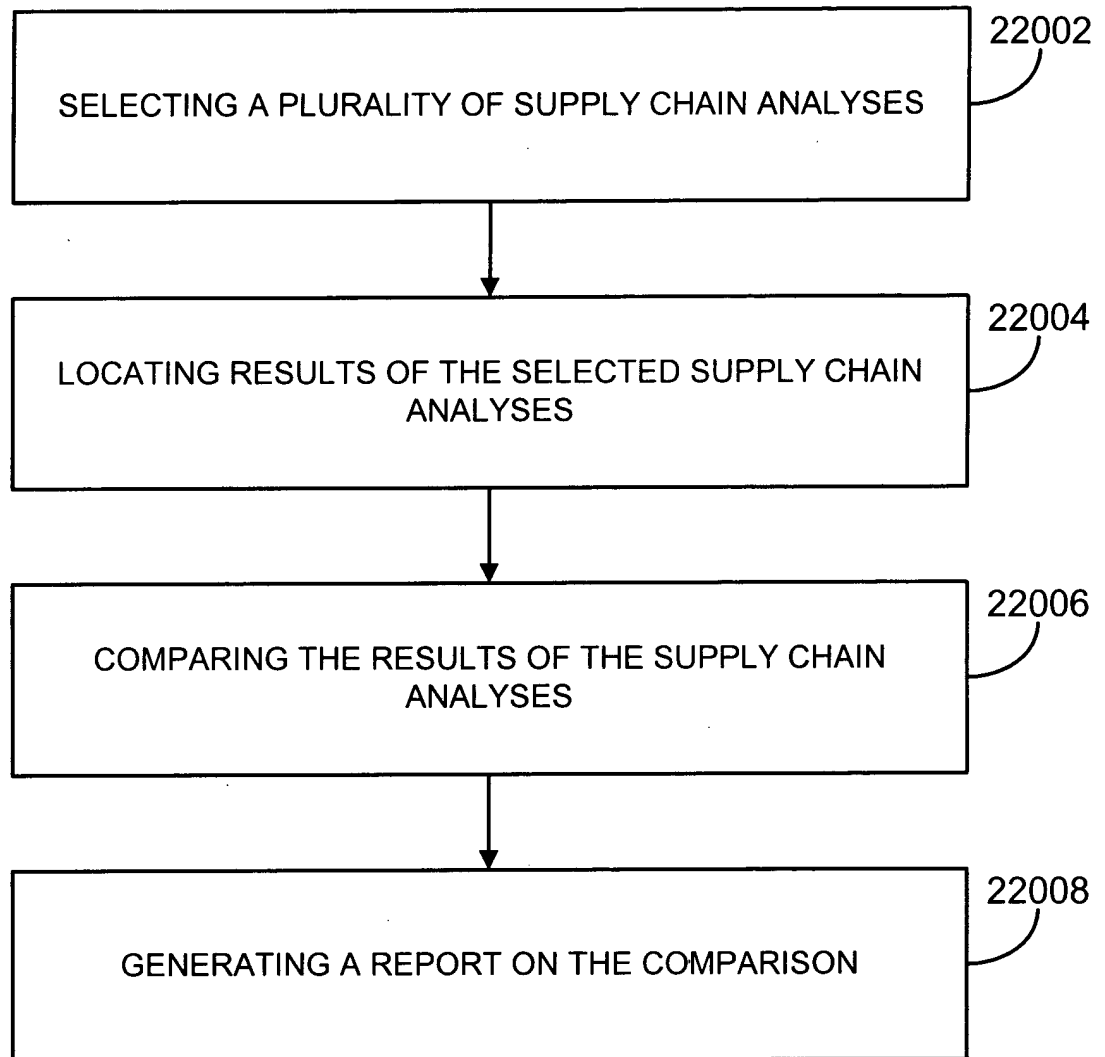 22002
SELECTING A PLURALITY OF SUPPLY CHAIN ANALYSES
22004
LOCATING RESULTS OF THE SELECTED SUPPLY CHAIN
ANALYSES
22006
COMPARING THE RESULTS OF THE SUPPLY CHAIN
ANALYSES
22008
GENERATING A REPORT ON THE COMPARISON